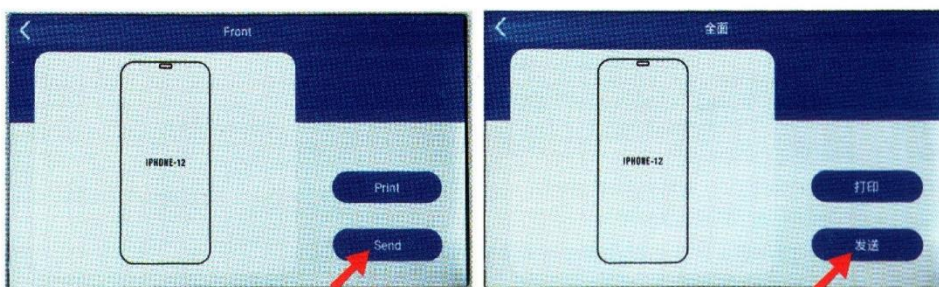 Front
IPHONE-12
Print
Send
全面
IPHONE-12
打印
发送